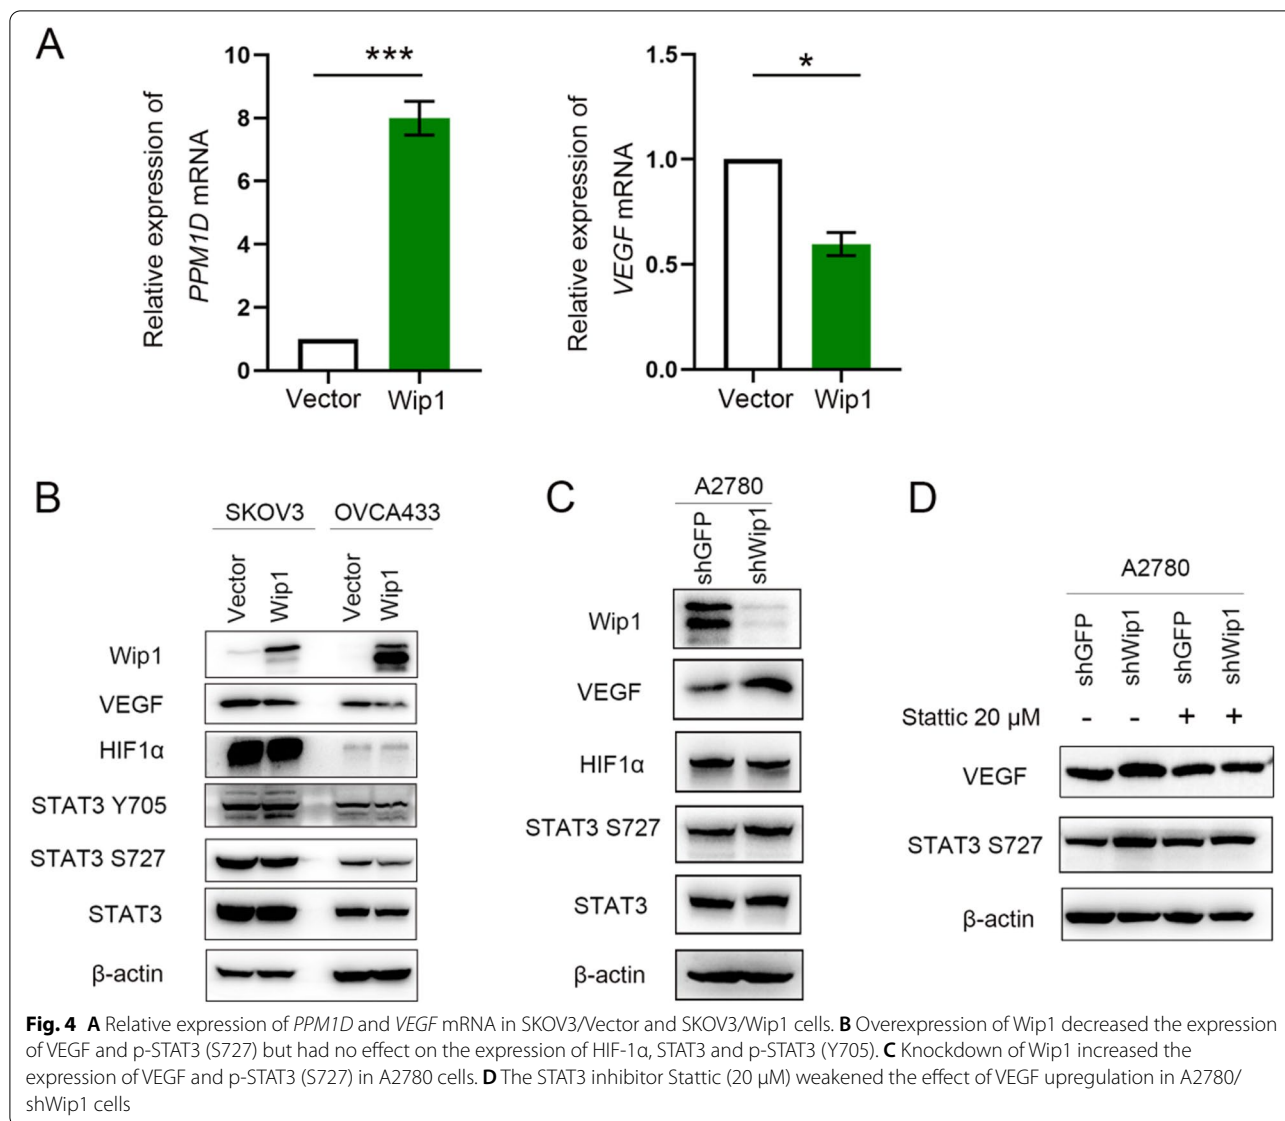 A
10
8
6
4
2
0
Relative expression of
PPM1D mRNA
***
Vector
Wip1
1.5
1.0
0.5
0.0
Relative expression of
VEGF mRNA
*
Vector
Wip1
B
SKOV3 OVCA433
Vector Wip1 Vector Wip1
Wip1
VEGF
HIF1α
STAT3 Y705
STAT3 S727
STAT3
β-actin
C
A2780
shGFP shWip1
Wip1
VEGF
HIF1α
STAT3 S727
STAT3
β-actin
D
A2780
shGFP shWip1 shGFP shWip1
Stattic 20 μM - - + +
VEGF
STAT3 S727
β-actin
Fig. 4 A Relative expression of PPM1D and VEGF mRNA in SKOV3/Vector and SKOV3/Wip1 cells. B Overexpression of Wip1 decreased the expression
of VEGF and p-STAT3 (S727) but had no effect on the expression of HIF-1α, STAT3 and p-STAT3 (Y705). C Knockdown of Wip1 increased the
expression of VEGF and p-STAT3 (S727) in A2780 cells. D The STAT3 inhibitor Stattic (20 μM) weakened the effect of VEGF upregulation in A2780/
shWip1 cells